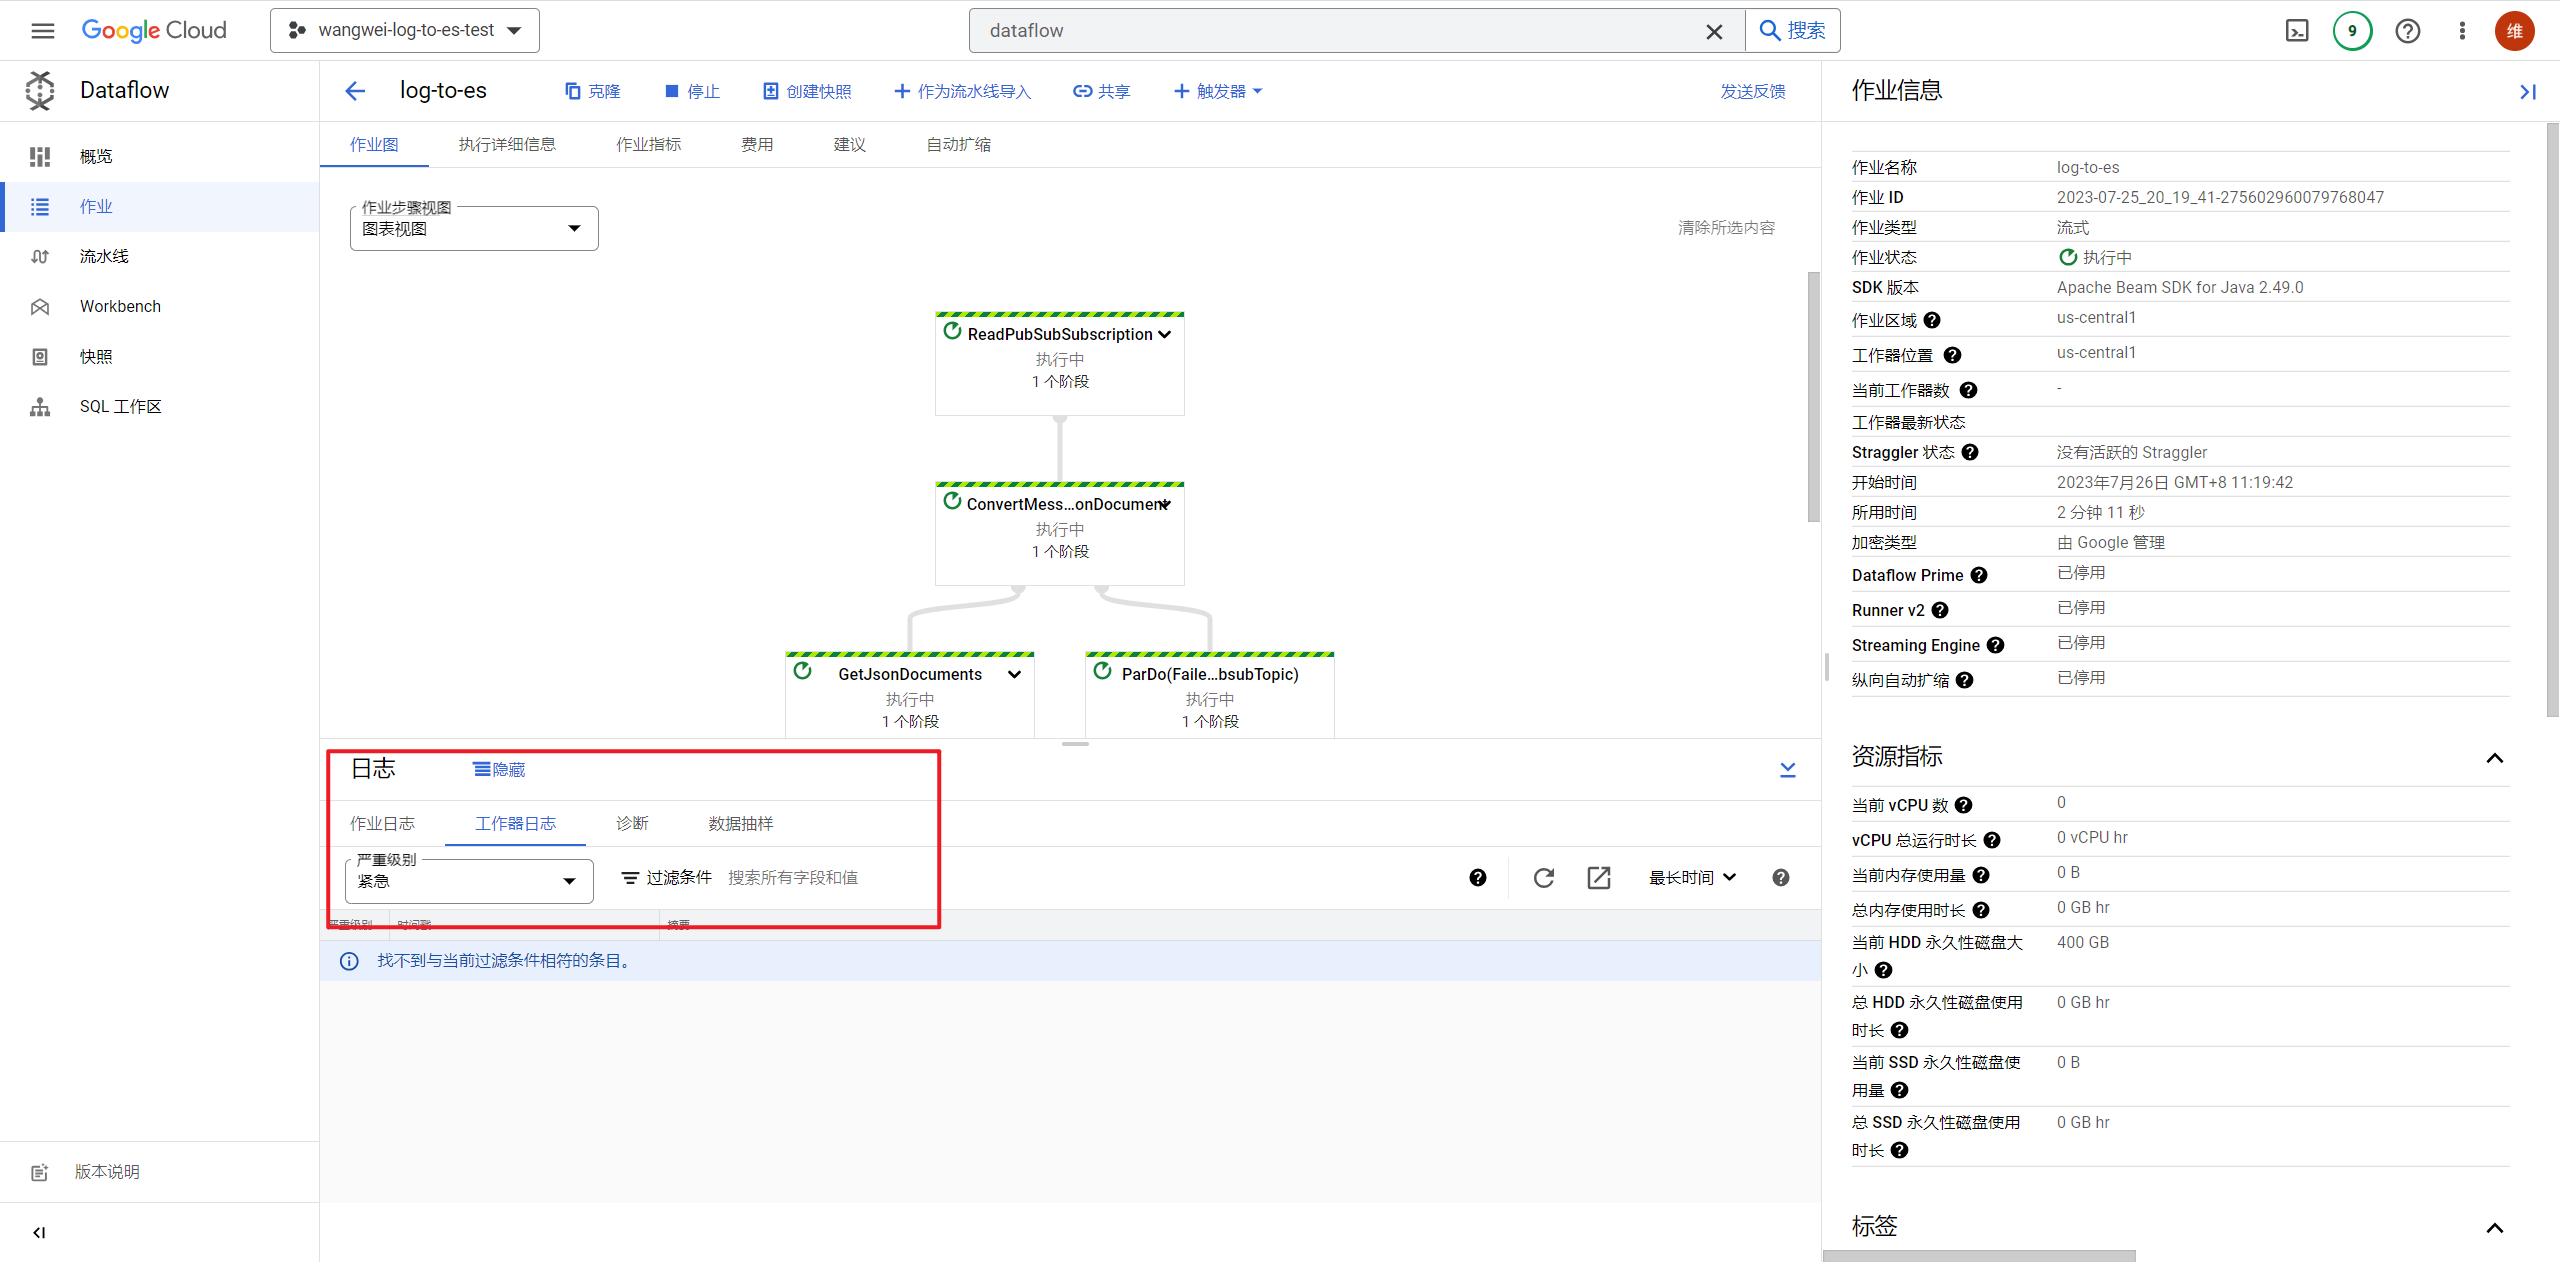 Google Cloud
wangwei-log-to-es-test
dataflow
搜索
9
维
Dataflow
log-to-es
克隆
停止
创建快照
作为流水线导入
共享
触发器
发送反馈
作业信息
概览
作业
流水线
Workbench
快照
SQL 工作区
版本说明
作业图
执行详细信息
作业指标
费用
建议
自动扩缩
作业步骤视图
图表视图
清除所选内容
ReadPubSubSubscription
执行中
1 个阶段
ConvertMess...onDocument
执行中
1 个阶段
GetJsonDocuments
执行中
1 个阶段
ParDo(Faile...bsubTopic)
执行中
1 个阶段
日志
隐藏
作业日志
工作器日志
诊断
数据抽样
严重级别
紧急
过滤条件
搜索所有字段和值
最长时间
严重级别
时间戳
摘要
找不到与当前过滤条件相符的条目。
作业名称 log-to-es
作业 ID 2023-07-25_20_19_41-275602960079768047
作业类型 流式
作业状态 执行中
SDK 版本 Apache Beam SDK for Java 2.49.0
作业区域 us-central1
工作器位置 us-central1
当前工作器数 -
工作器最新状态
Straggler 状态 没有活跃的 Straggler
开始时间 2023年7月26日 GMT+8 11:19:42
所用时间 2 分钟 11 秒
加密类型 由 Google 管理
Dataflow Prime 已停用
Runner v2 已停用
Streaming Engine 已停用
纵向自动扩缩 已停用
资源指标
当前 vCPU 数 0
vCPU 总运行时长 0 vCPU hr
当前内存使用量 0 B
总内存使用时长 0 GB hr
当前 HDD 永久性磁盘大 400 GB
小
总 HDD 永久性磁盘使用 0 GB hr
时长
当前 SSD 永久性磁盘使 0 B
用量
总 SSD 永久性磁盘使用 0 GB hr
时长
标签